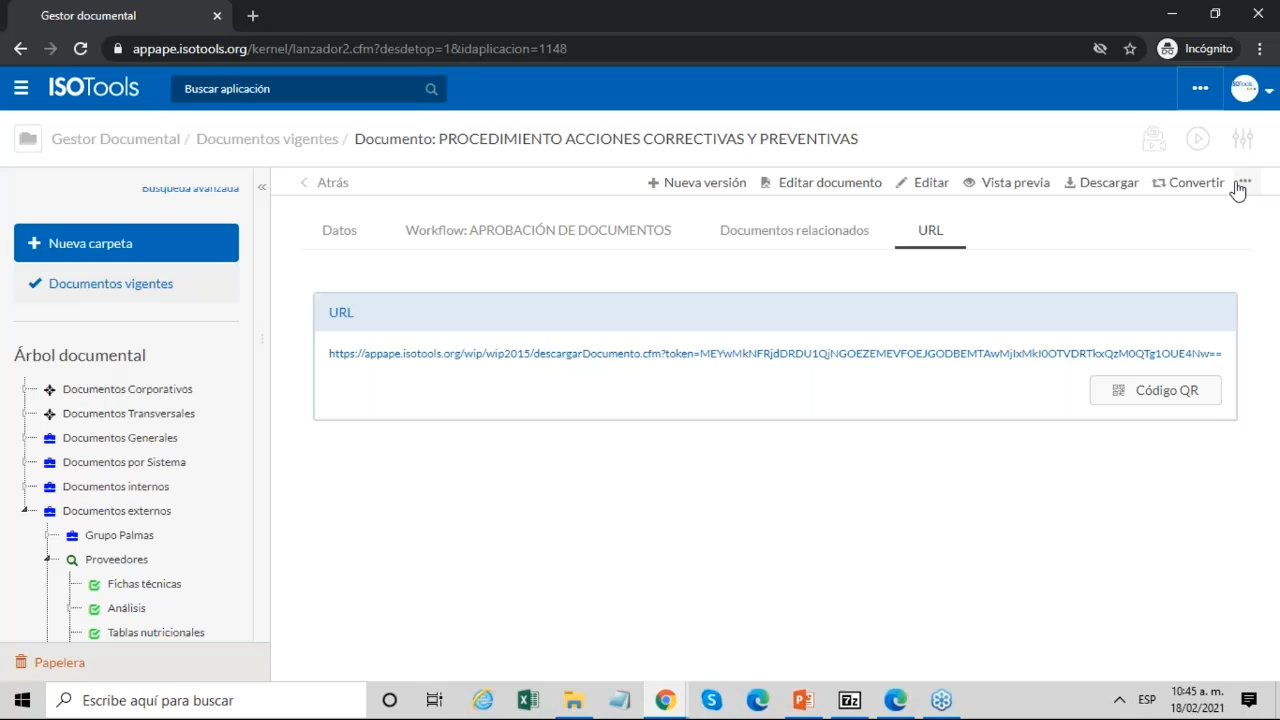 Gestor documental
appape.isotools.org/kernel/lanzador2.cfm?desdetop=1&idaplicacion=1148
Incógnito
ISOTools
Buscar aplicación
ISOTools
Gestor Documental / Documentos vigentes / Documento: PROCEDIMIENTO ACCIONES CORRECTIVAS Y PREVENTIVAS
Búsqueda avanzada
Atrás
Nueva versión
Editar documento
Editar
Vista previa
Descargar
Convertir
Nueva carpeta
Documentos vigentes
Datos
Workflow: APROBACIÓN DE DOCUMENTOS
Documentos relacionados
URL
URL
https://appape.isotools.org/wip/wip2015/descargarDocumento.cfm?token=MEYwMkNFRjdDRDU1QjNGOEZEMEVFOEJGODBEMTAwMjIxMkI0OTVDRTkxQzM0QTg1OUE4Nw==
Código QR
Árbol documental
Documentos Corporativos
Documentos Transversales
Documentos Generales
Documentos por Sistema
Documentos internos
Documentos externos
Grupo Palmas
Proveedores
Fichas técnicas
Análisis
Tablas nutricionales
Papelera
Escribe aquí para buscar
ESP
10:45 a. m.
18/02/2021